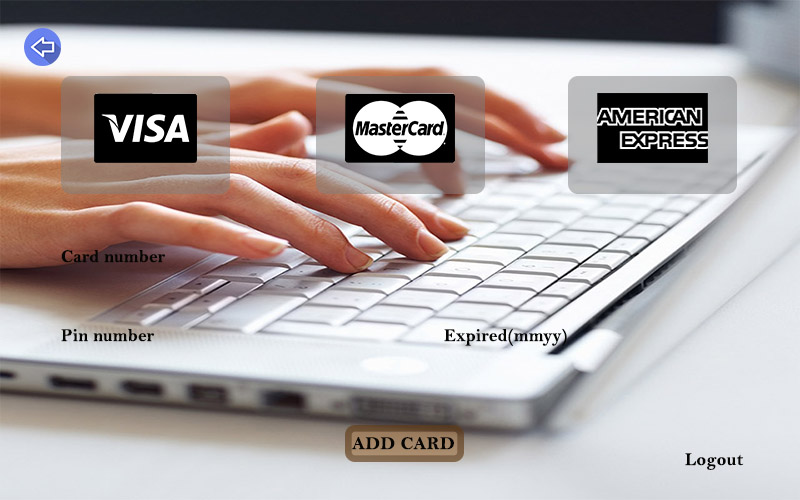 VISA
MasterCard
AMERICAN
EXPRESS
Card number
Pin number
Expired(mmyy)
ADD CARD
Logout